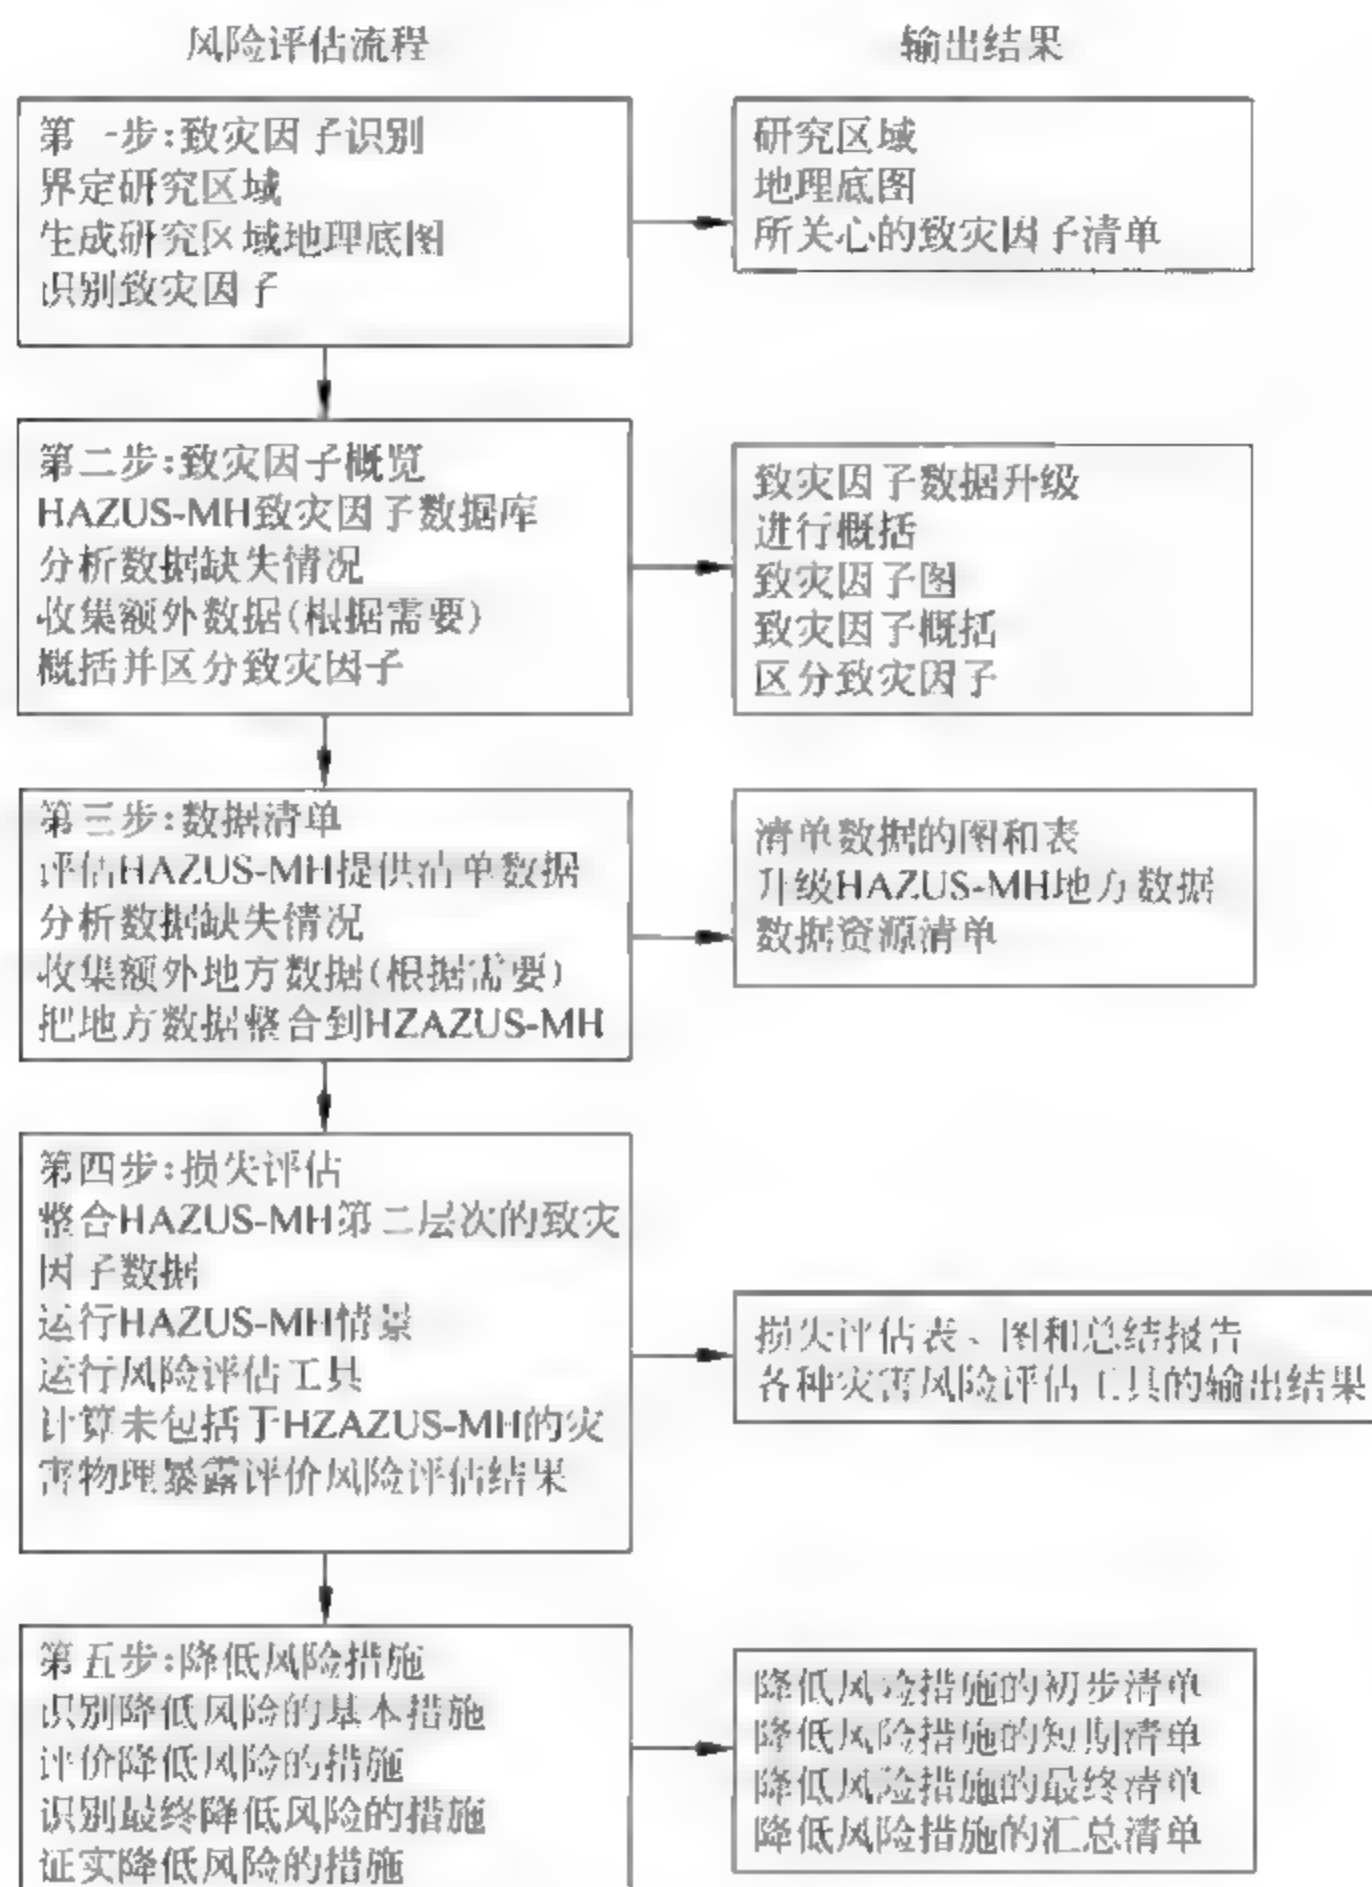 风险评估流程
输出结果
第一步:致灾因子识别
界定研究区域
生成研究区域地理底图
识别致灾因子
研究区域
地理底图
所关心的致灾因子清单
第二步:致灾因子概览
HAZUS-MH致灾因子数据库
分析数据缺失情况
收集额外数据(根据需要)
概括并区分致灾因子
致灾因子数据升级
进行概括
致灾因子图
致灾因子概括
区分致灾因子
第三步:数据清单
评估HAZUS-MH提供清单数据
分析数据缺失情况
收集额外地方数据(根据需要)
把地方数据整合到HZAZUS-MH
清单数据的图和表
升级HAZUS-MH地方数据
数据资源清单
第四步:损失评估
整合HAZUS-MH第二层次的致灾
因子数据
运行HAZUS-MH情景
运行风险评估工具
计算未包括于HZAZUS-MH的灾
害物理暴露评价风险评估结果
损失评估表、图和总结报告
各种灾害风险评估工具的输出结果
第五步:降低风险措施
识别降低风险的基本措施
评价降低风险的措施
识别最终降低风险的措施
证实降低风险的措施
降低风险措施的初步清单
降低风险措施的短期清单
降低风险措施的最终清单
降低风险措施的汇总清单